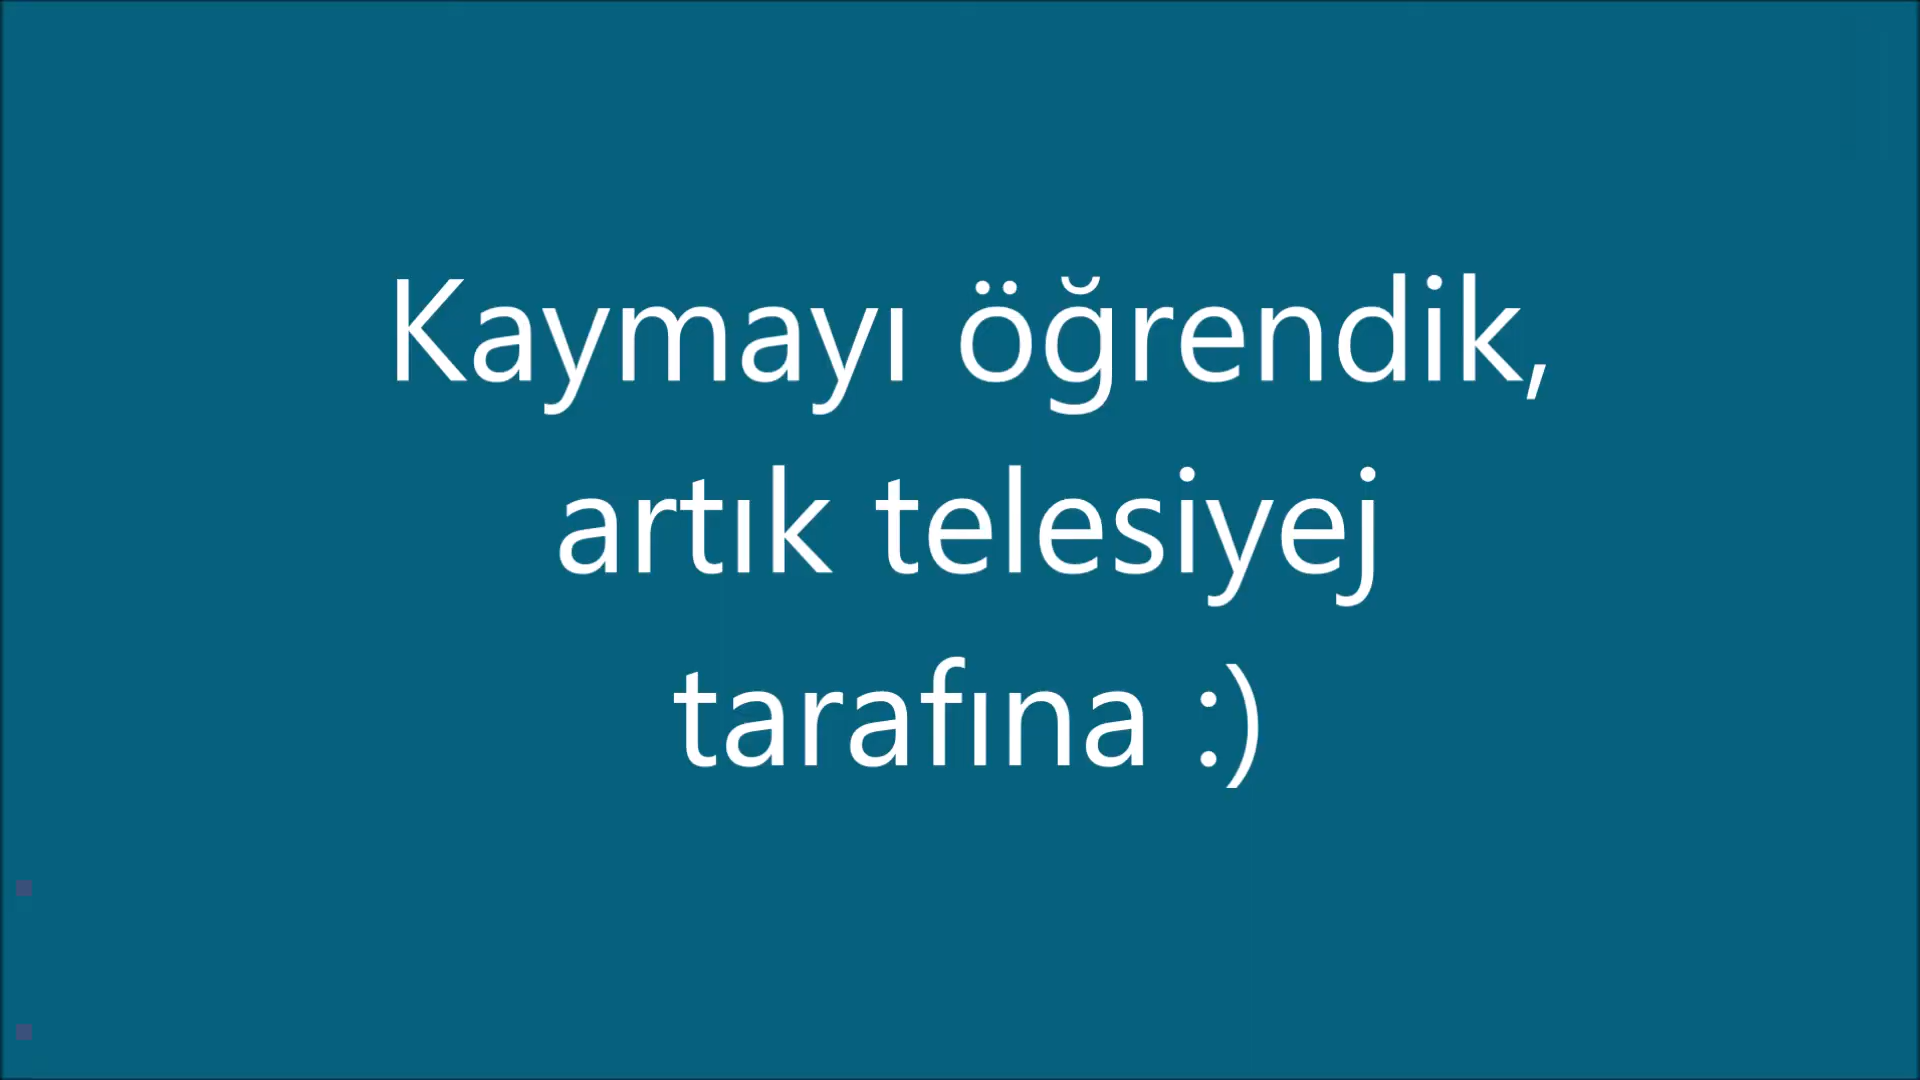 Kaymayı öğrendik,
artık telesiyej
tarafına :)